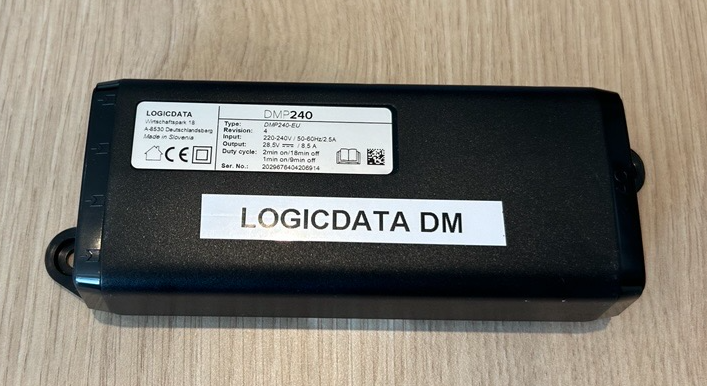 LOGICDATA
Wirtschaftspark 18
A-8530 Deutschlandsberg
Made in Slovenia
DMP240
Type: DMP240-EU
Revision: 4
Input: 220-240V / 50-60Hz/2.5A
Output: 28,5V ⎓ / 8,5 A
Duty cycle: 2min on/18min off
1min on/9min off
Ser. No.: 2029676404206914
CE
LOGICDATA DM